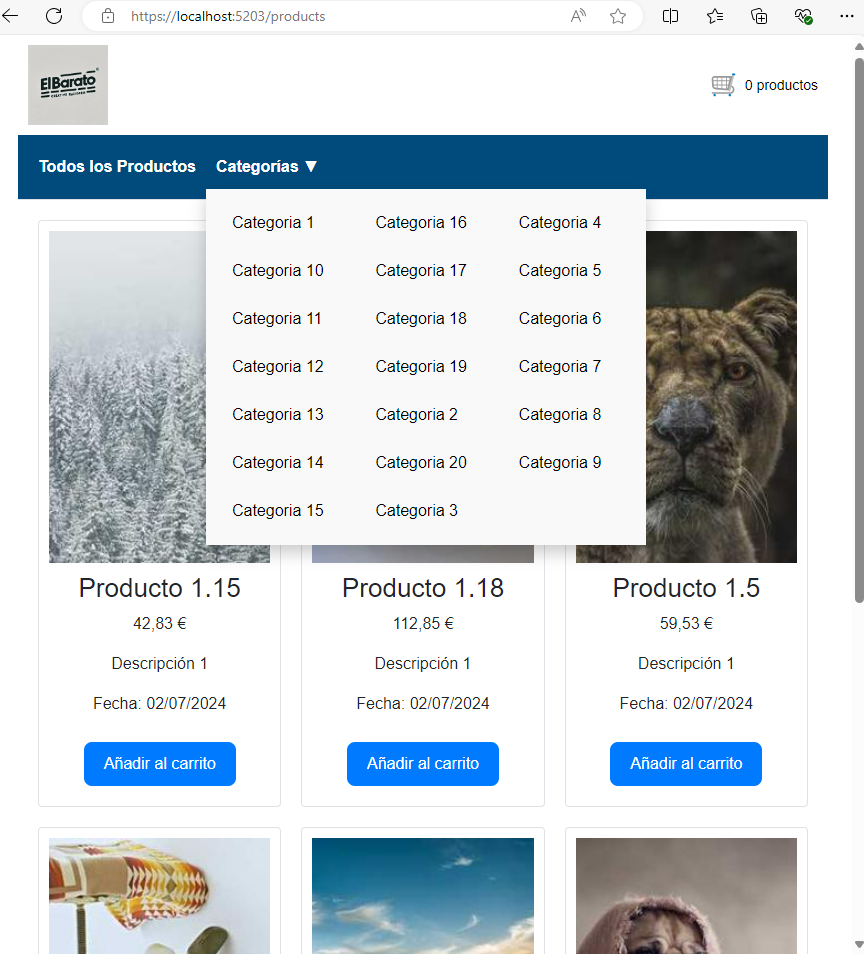 https://localhost:5203/products
ElBarato
0 productos
Todos los Productos Categorías ▼
Categoria 1 Categoria 16 Categoria 4
Categoria 10 Categoria 17 Categoria 5
Categoria 11 Categoria 18 Categoria 6
Categoria 12 Categoria 19 Categoria 7
Categoria 13 Categoria 2 Categoria 8
Categoria 14 Categoria 20 Categoria 9
Categoria 15 Categoria 3
Producto 1.15 Producto 1.18 Producto 1.5
42,83 € 112,85 € 59,53 €
Descripción 1 Descripción 1 Descripción 1
Fecha: 02/07/2024 Fecha: 02/07/2024 Fecha: 02/07/2024
Añadir al carrito Añadir al carrito Añadir al carrito